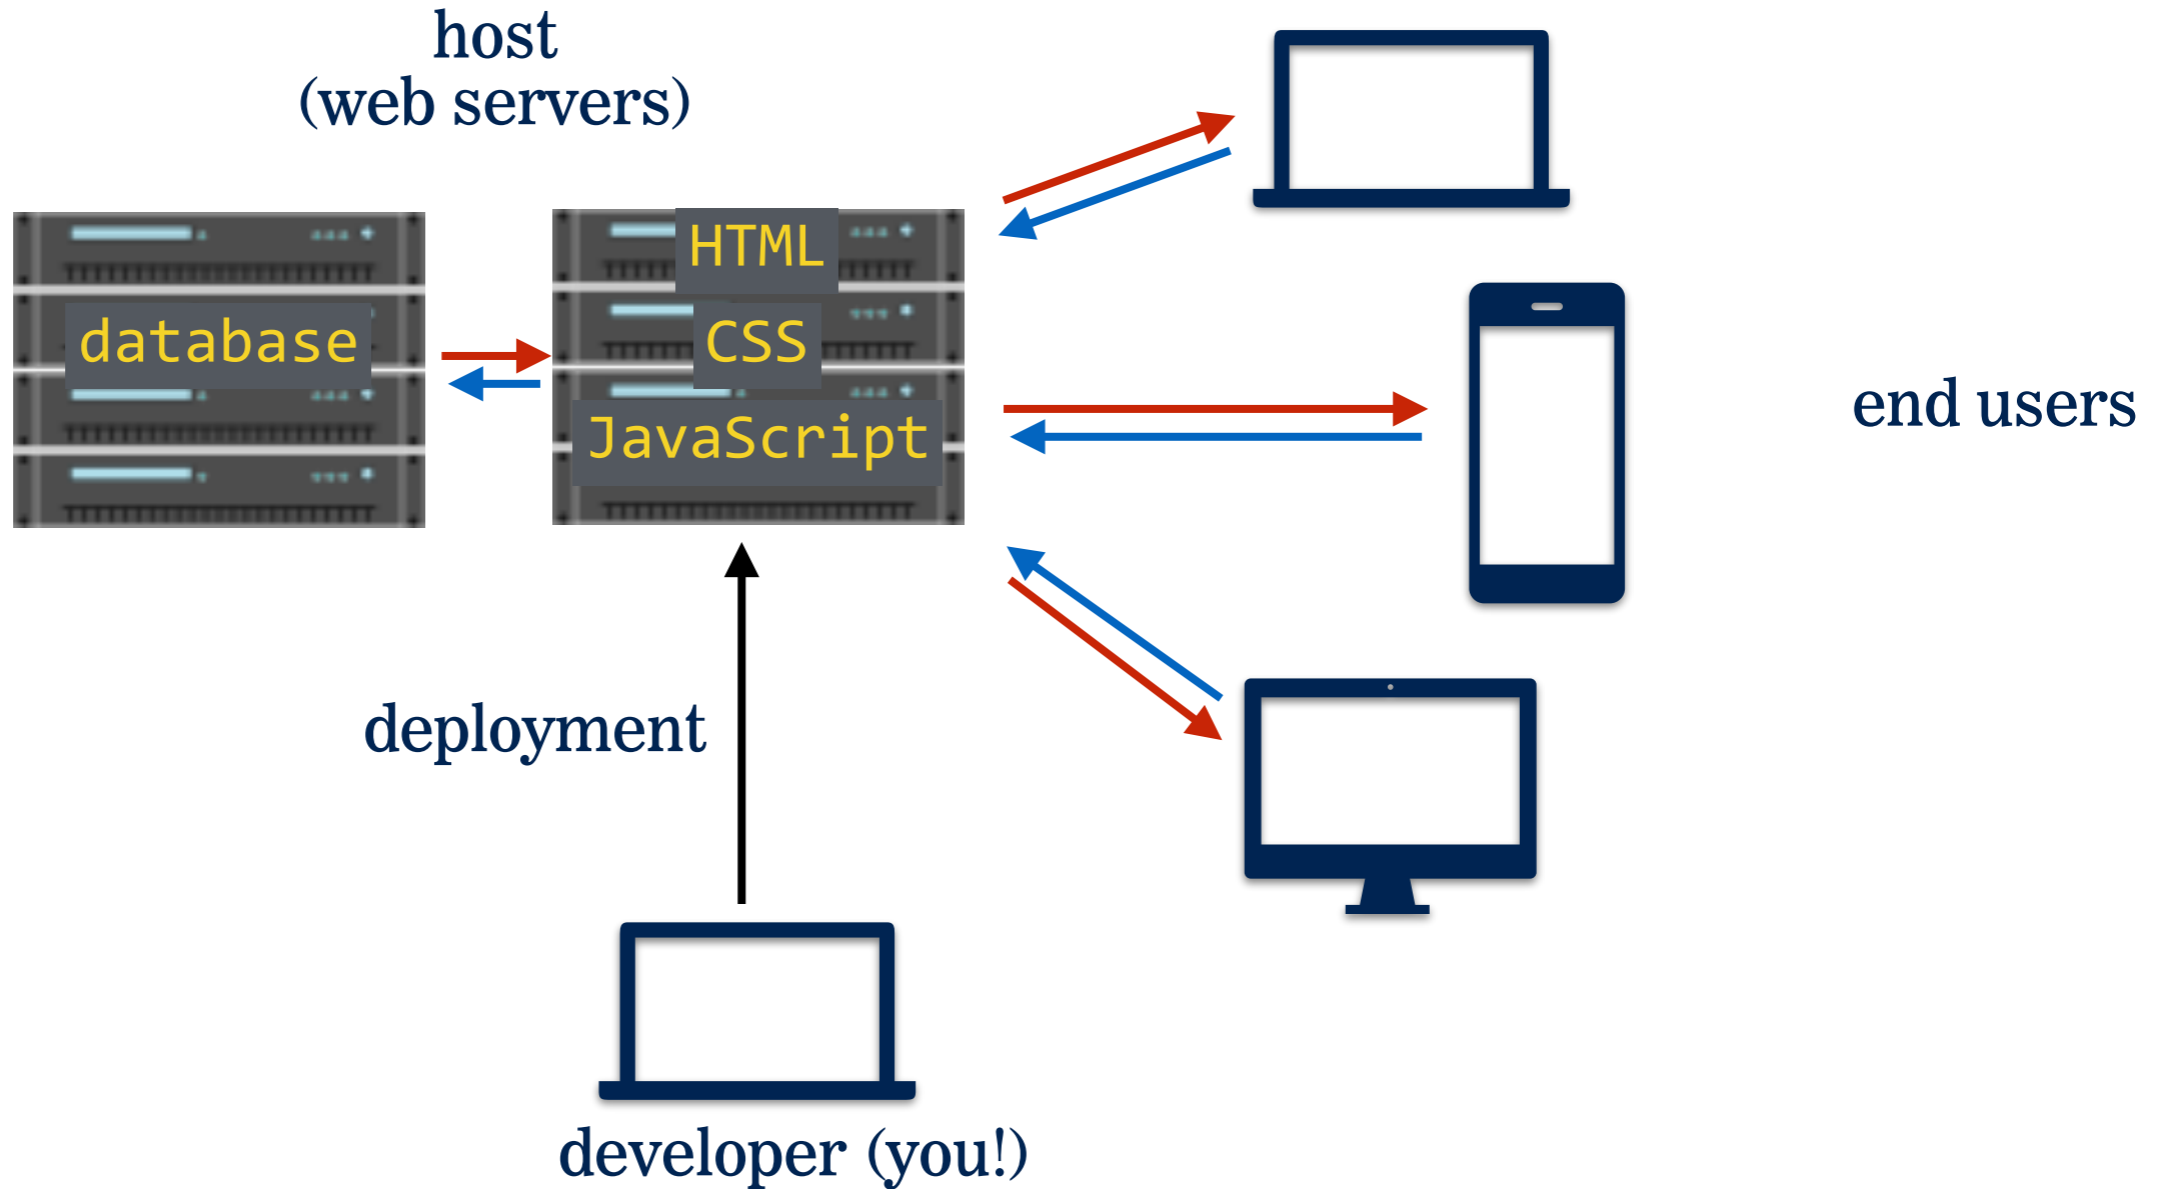 host
(web servers)
database
HTML
CSS
JavaScript
end users
deployment
developer (you!)